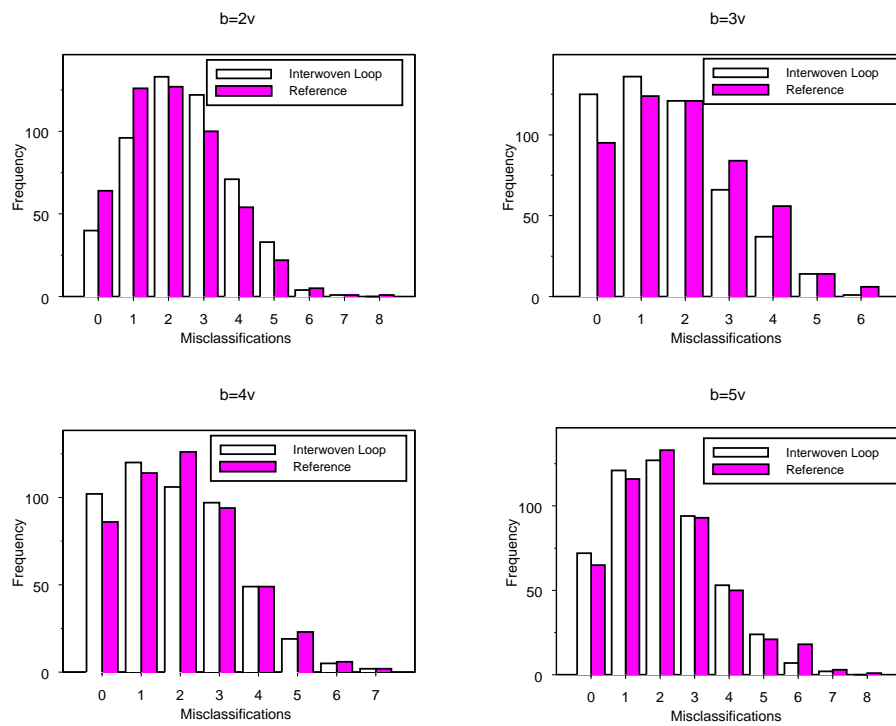 b=2v
Interwoven Loop
Reference
Frequency
0 50 100
0 1 2 3 4 5 6 7 8
Misclassifications
b=3v
Interwoven Loop
Reference
Frequency
0 50 100
0 1 2 3 4 5 6
Misclassifications
b=4v
Interwoven Loop
Reference
Frequency
0 50 100
0 1 2 3 4 5 6 7
Misclassifications
b=5v
Interwoven Loop
Reference
Frequency
0 50 100
0 1 2 3 4 5 6 7 8
Misclassifications